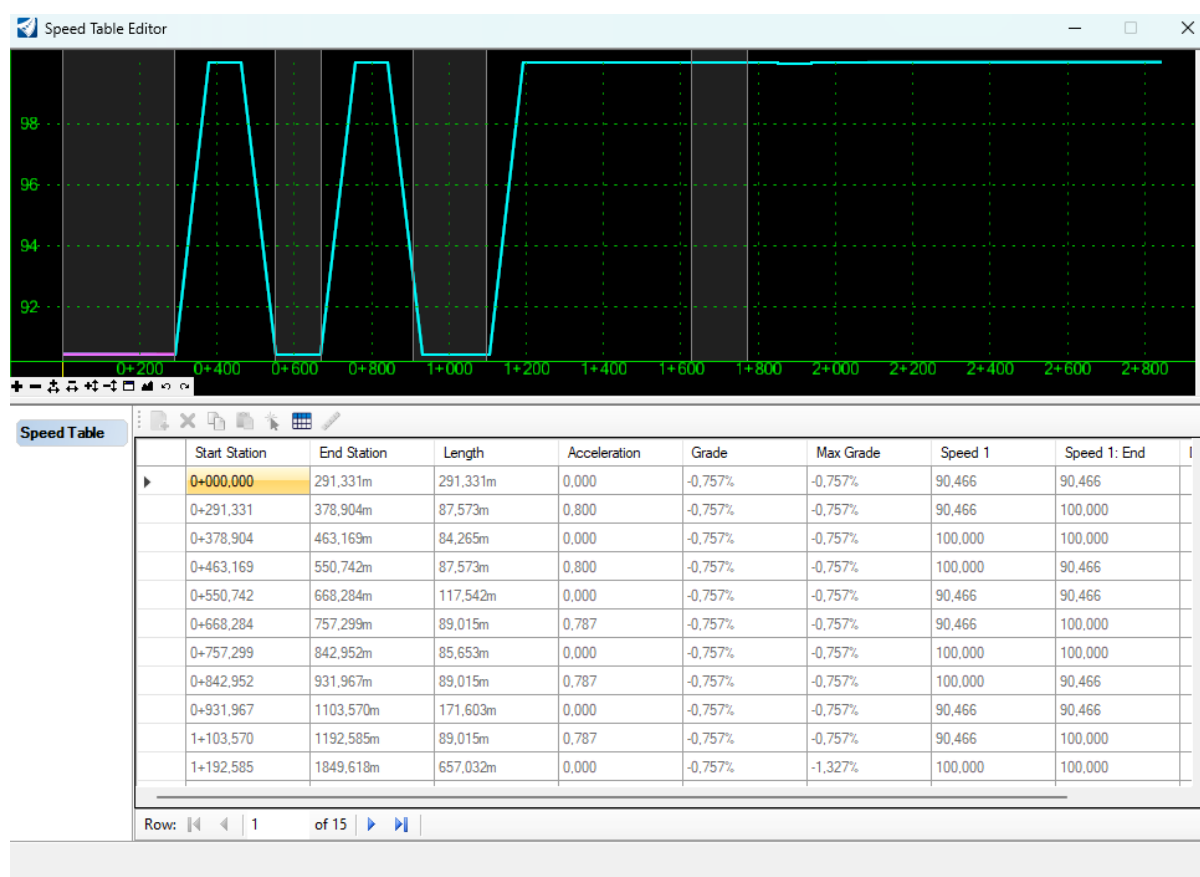 Speed Table Editor
98
96
94
92
0+200 0+400 0+600 0+800 1+000 1+200 1+400 1+600 1+800 2+000 2+200 2+400 2+600 2+800
Speed Table
Start Station End Station Length Acceleration Grade Max Grade Speed 1 Speed 1: End
0+000,000 291,331m 291,331m 0,000 -0,757% -0,757% 90,466 90,466
0+291,331 378,904m 87,573m 0,800 -0,757% -0,757% 90,466 100,000
0+378,904 463,169m 84,265m 0,000 -0,757% -0,757% 100,000 100,000
0+463,169 550,742m 87,573m 0,800 -0,757% -0,757% 100,000 90,466
0+550,742 668,284m 117,542m 0,000 -0,757% -0,757% 90,466 90,466
0+668,284 757,299m 89,015m 0,787 -0,757% -0,757% 90,466 100,000
0+757,299 842,952m 85,653m 0,000 -0,757% -0,757% 100,000 100,000
0+842,952 931,967m 89,015m 0,787 -0,757% -0,757% 100,000 90,466
0+931,967 1103,570m 171,603m 0,000 -0,757% -0,757% 90,466 90,466
1+103,570 1192,585m 89,015m 0,787 -0,757% -0,757% 90,466 100,000
1+192,585 1849,618m 657,032m 0,000 -0,757% -1,327% 100,000 100,000
Row: 1 of 15